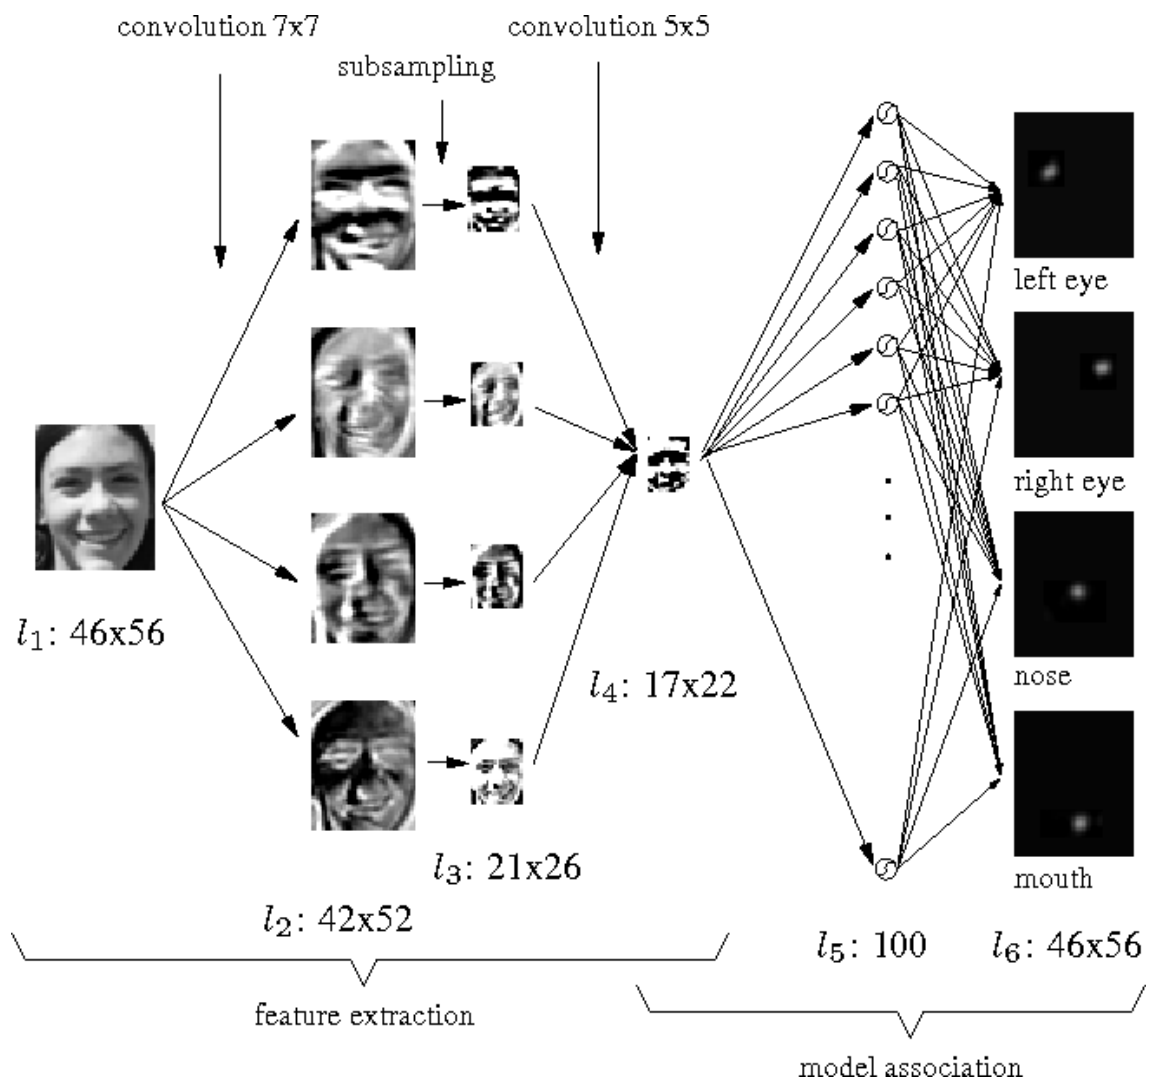 convolution 7x7
convolution 5x5
subsampling
left eye
right eye
l₁: 46x56
nose
l₄: 17x22
l₃: 21x26
mouth
l₂: 42x52
l₅: 100
l₆: 46x56
feature extraction
model association